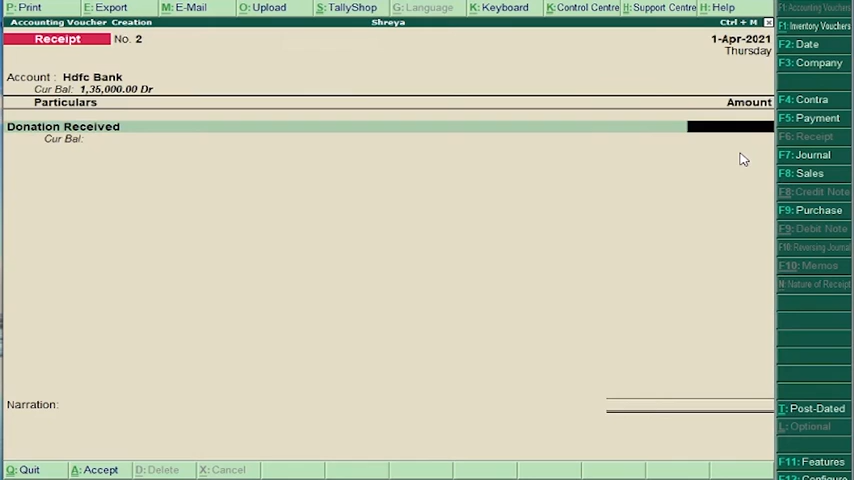 P: Print E: Export M: E-Mail O: Upload S: TallyShop G: Language K: Keyboard K: Control Centre H: Support Centre H: Help
Accounting Voucher Creation Shreya Ctrl + M
F1: Accounting Vouchers
F1: Inventory Vouchers
Receipt No. 2 1-Apr-2021
Thursday
F2: Date
F3: Company
Account : Hdfc Bank
Cur Bal: 1,35,000.00 Dr
Particulars Amount
F4: Contra
F5: Payment
Donation Received
Cur Bal:
F6: Receipt
F7: Journal
F8: Sales
F8: Credit Note
F9: Purchase
F9: Debit Note
F10: Reversing Journal
F10: Memos
N: Nature of Receipt
Narration:
T: Post-Dated
L: Optional
F11: Features
F12: Configure
Q: Quit A: Accept D: Delete X: Cancel